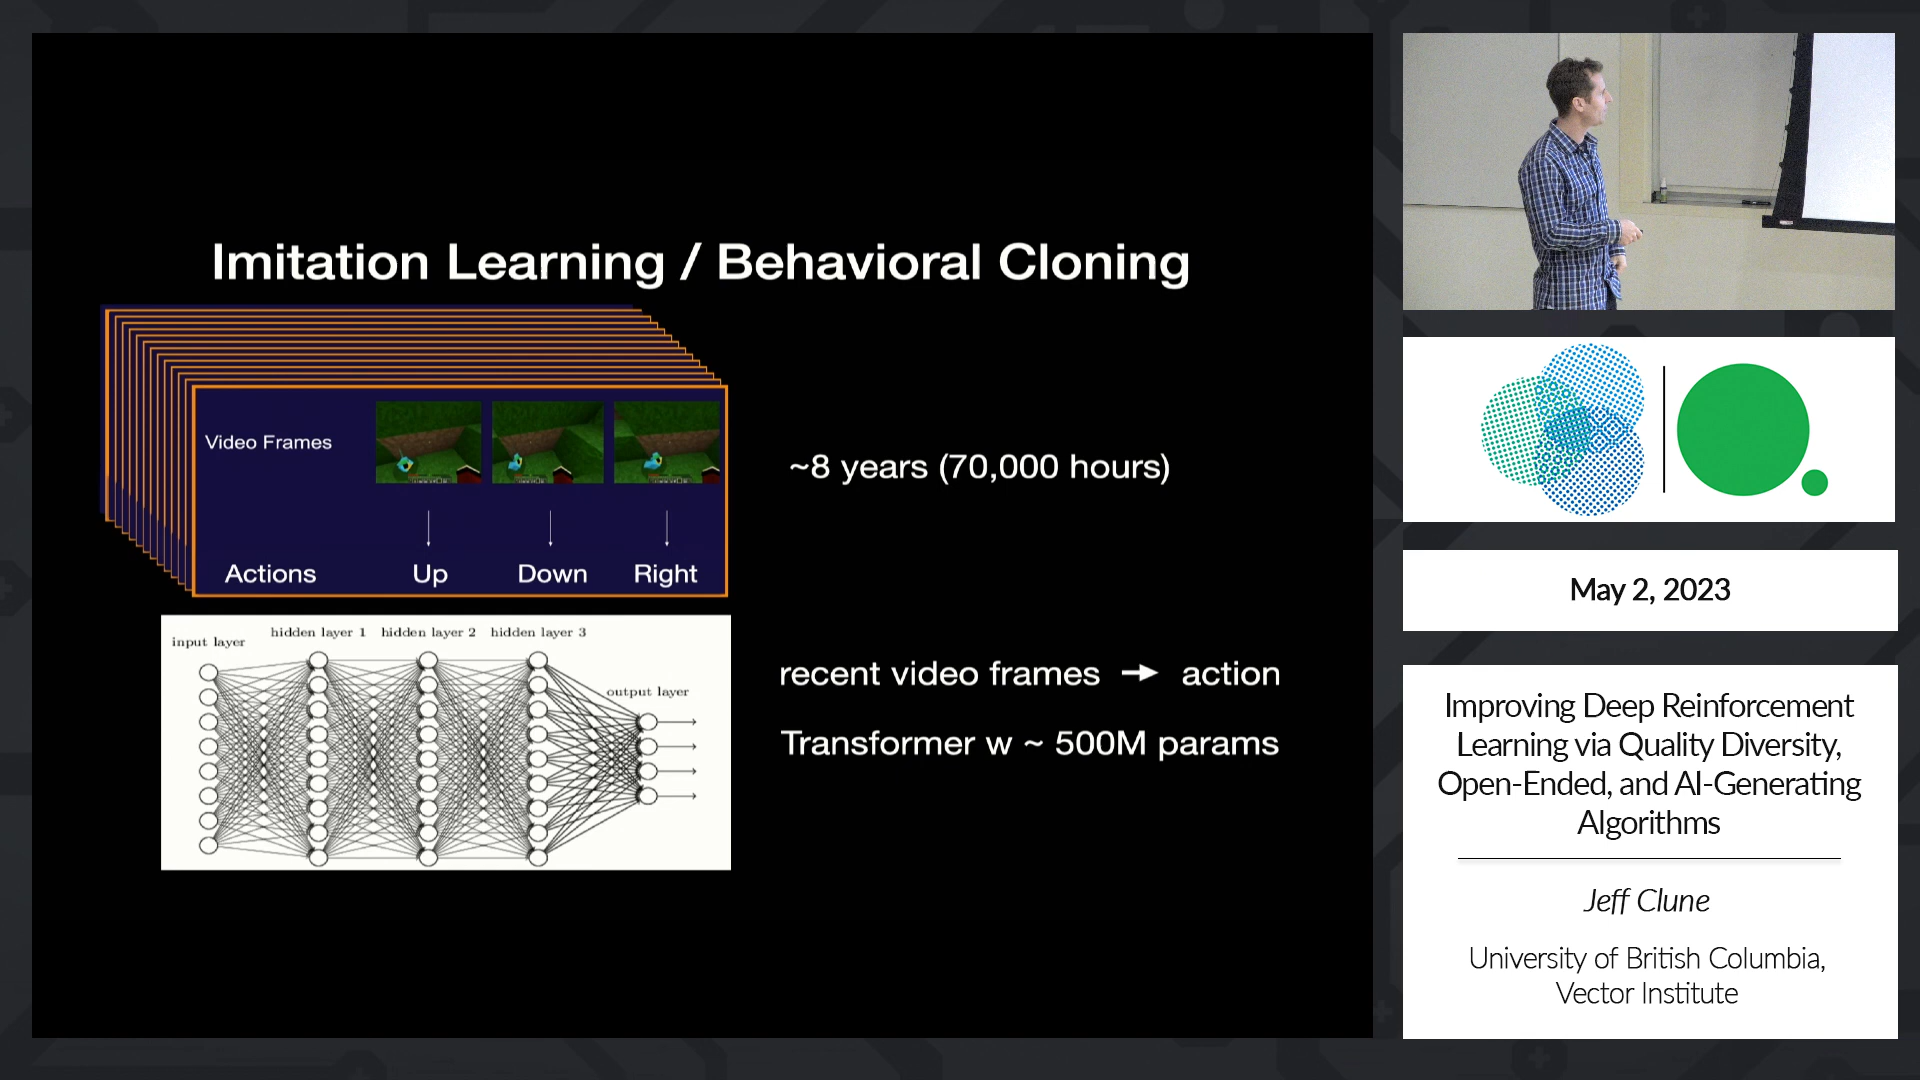 Imitation Learning / Behavioral Cloning
Video Frames
~8 years (70,000 hours)
Actions Up Down Right
input layer hidden layer 1 hidden layer 2 hidden layer 3
output layer
recent video frames → action
Transformer w ~ 500M params
May 2, 2023
Improving Deep Reinforcement
Learning via Quality Diversity,
Open-Ended, and AI-Generating
Algorithms
Jeff Clune
University of British Columbia,
Vector Institute